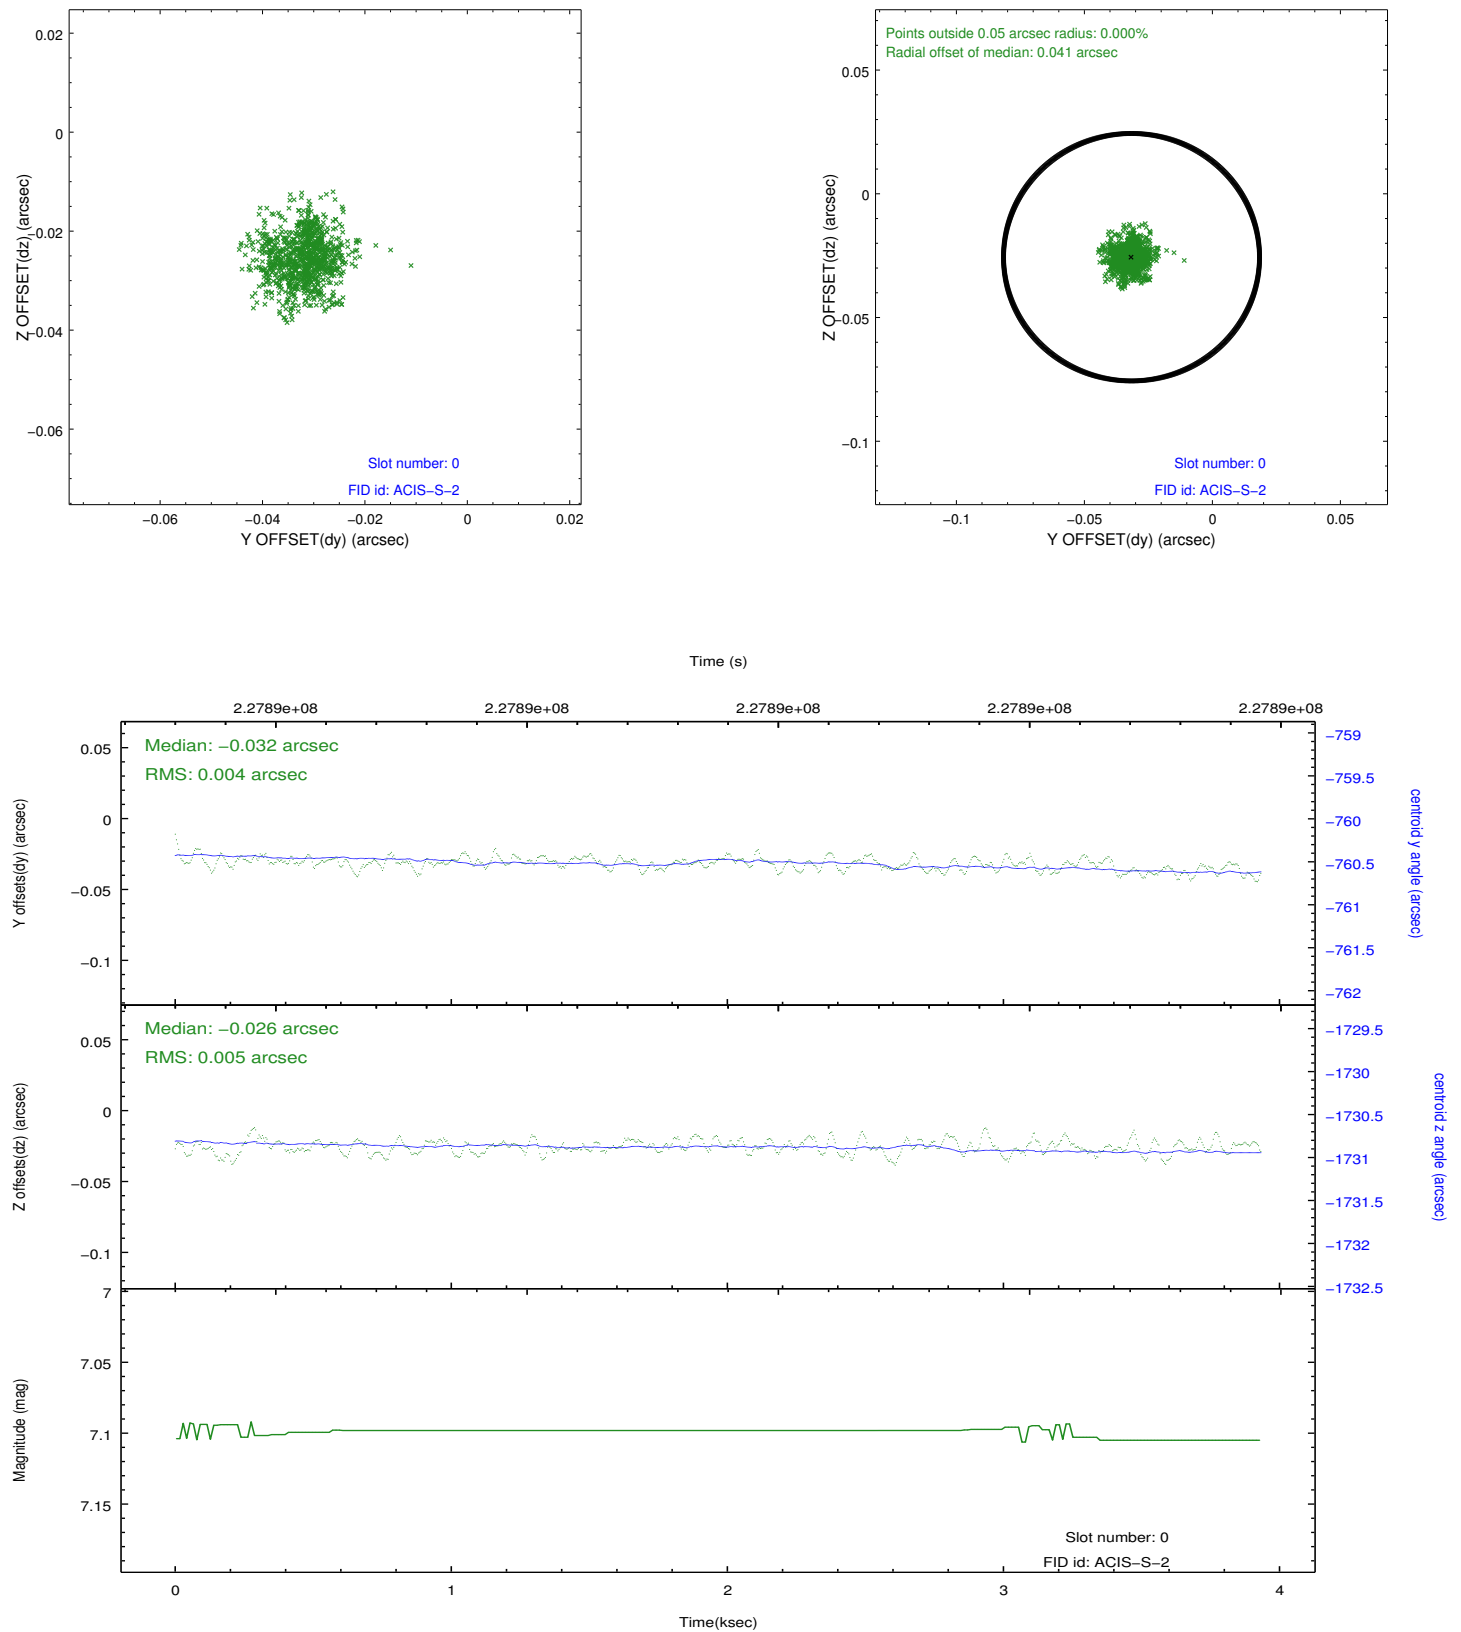 0.02
0
−0.02
−0.04
−0.06
Z OFFSET(dz) (arcsec)
Slot number: 0
FID id: ACIS−S−2
−0.06 −0.04 −0.02 0 0.02
Y OFFSET(dy) (arcsec)
Points outside 0.05 arcsec radius: 0.000%
Radial offset of median: 0.041 arcsec
0.05
0
−0.05
−0.1
Z OFFSET(dz) (arcsec)
Slot number: 0
FID id: ACIS−S−2
−0.1 −0.05 0 0.05
Y OFFSET(dy) (arcsec)
Time (s)
2.2789e+08 2.2789e+08 2.2789e+08 2.2789e+08 2.2789e+08
Median: −0.032 arcsec
RMS: 0.004 arcsec
0.05
0
−0.05
−0.1
Y offsets(dy) (arcsec)
−759
−759.5
−760
−760.5
−761
−761.5
−762
centroid y angle (arcsec)
Median: −0.026 arcsec
RMS: 0.005 arcsec
0.05
0
−0.05
−0.1
Z offsets(dz) (arcsec)
−1729.5
−1730
−1730.5
−1731
−1731.5
−1732
−1732.5
centroid z angle (arcsec)
7
7.05
7.1
7.15
Magnitude (mag)
Slot number: 0
FID id: ACIS−S−2
0 1 2 3 4
Time(ksec)